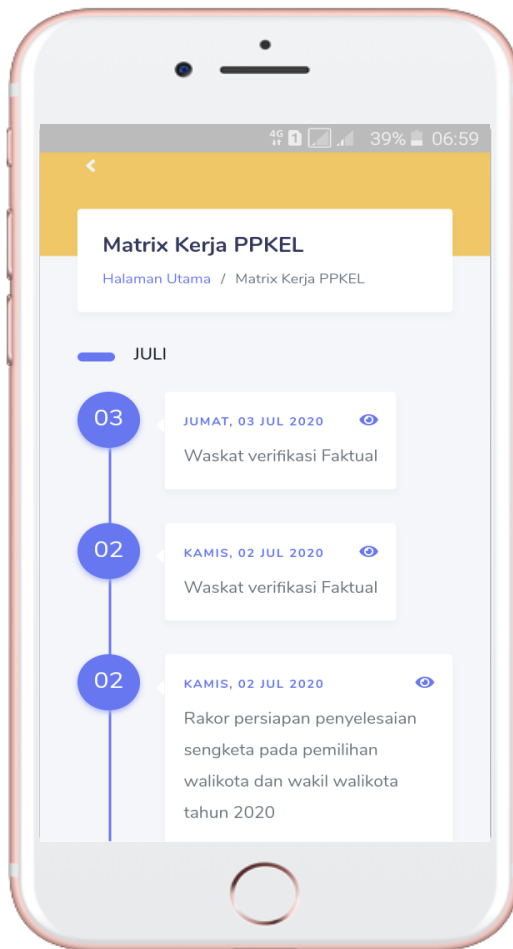 4G 1 39% 06:59
Matrix Kerja PPKEL
Halaman Utama / Matrix Kerja PPKEL
JULI
03
JUMAT, 03 JUL 2020
Waskat verifikasi Faktual
02
KAMIS, 02 JUL 2020
Waskat verifikasi Faktual
02
KAMIS, 02 JUL 2020
Rakor persiapan penyelesaian
sengketa pada pemilihan
walikota dan wakil walikota
tahun 2020